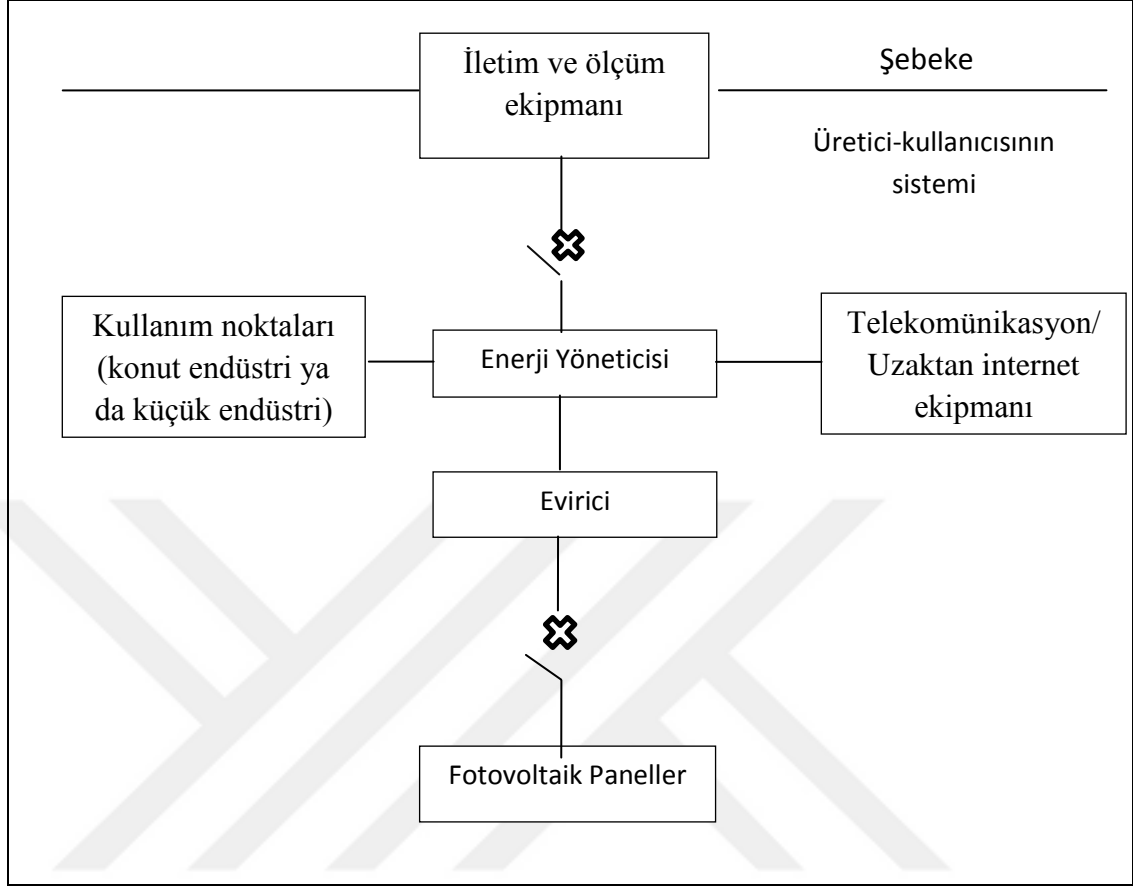 İletim ve ölçüm
ekipmanı
Şebeke
Üretici-kullanıcısının
sistemi
Kullanım noktaları
(konut endüstri ya
da küçük endüstri)
Enerji Yöneticisi
Telekomünikasyon/
Uzaktan internet
ekipmanı
Evirici
Fotovoltaik Paneller